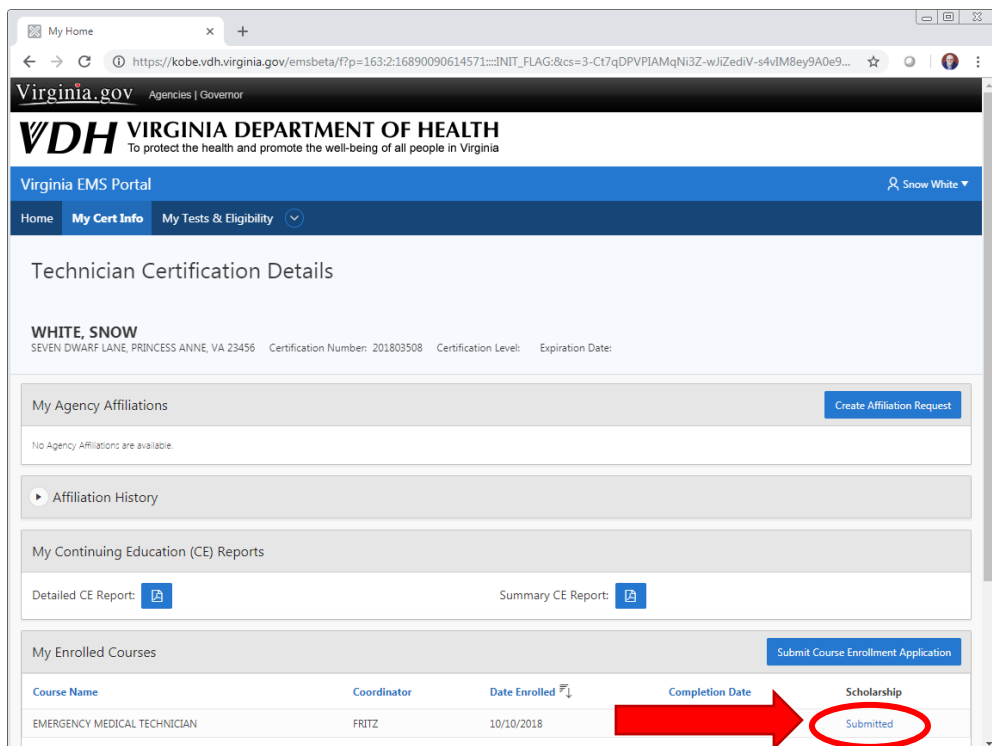 My Home
https://kobe.vdh.virginia.gov/emsbeta/f?p=163:2:16890090614571::::INIT_FLAG:&cs=3-Ct7qDPVPIAMqNi3Z-wJiZediV-s4vIM8ey9A0e9...
Virginia.gov Agencies | Governor
VDH VIRGINIA DEPARTMENT OF HEALTH
To protect the health and promote the well-being of all people in Virginia
Virginia EMS Portal Snow White
Home My Cert Info My Tests & Eligibility
Technician Certification Details
WHITE, SNOW
SEVEN DWARF LANE, PRINCESS ANNE, VA 23456 Certification Number: 201803508 Certification Level: Expiration Date:
My Agency Affiliations Create Affiliation Request
No Agency Affiliations are available.
Affiliation History
My Continuing Education (CE) Reports
Detailed CE Report: Summary CE Report:
My Enrolled Courses Submit Course Enrollment Application
Course Name Coordinator Date Enrolled Completion Date Scholarship
EMERGENCY MEDICAL TECHNICIAN FRITZ 10/10/2018 Submitted